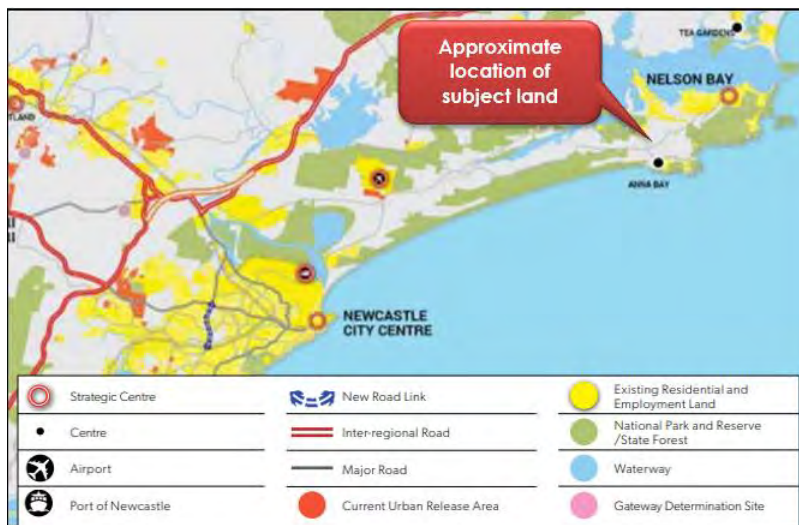 Approximate
location of
subject land
TEA GARDENS
NELSON BAY
TLAND
ANNA BAY
NEWCASTLE
CITY CENTRE
Strategic Centre
New Road Link
Existing Residential and
Employment Land
Centre
Inter-regional Road
National Park and Reserve
/State Forest
Airport
Major Road
Waterway
Port of Newcastle
Current Urban Release Area
Gateway Determination Site